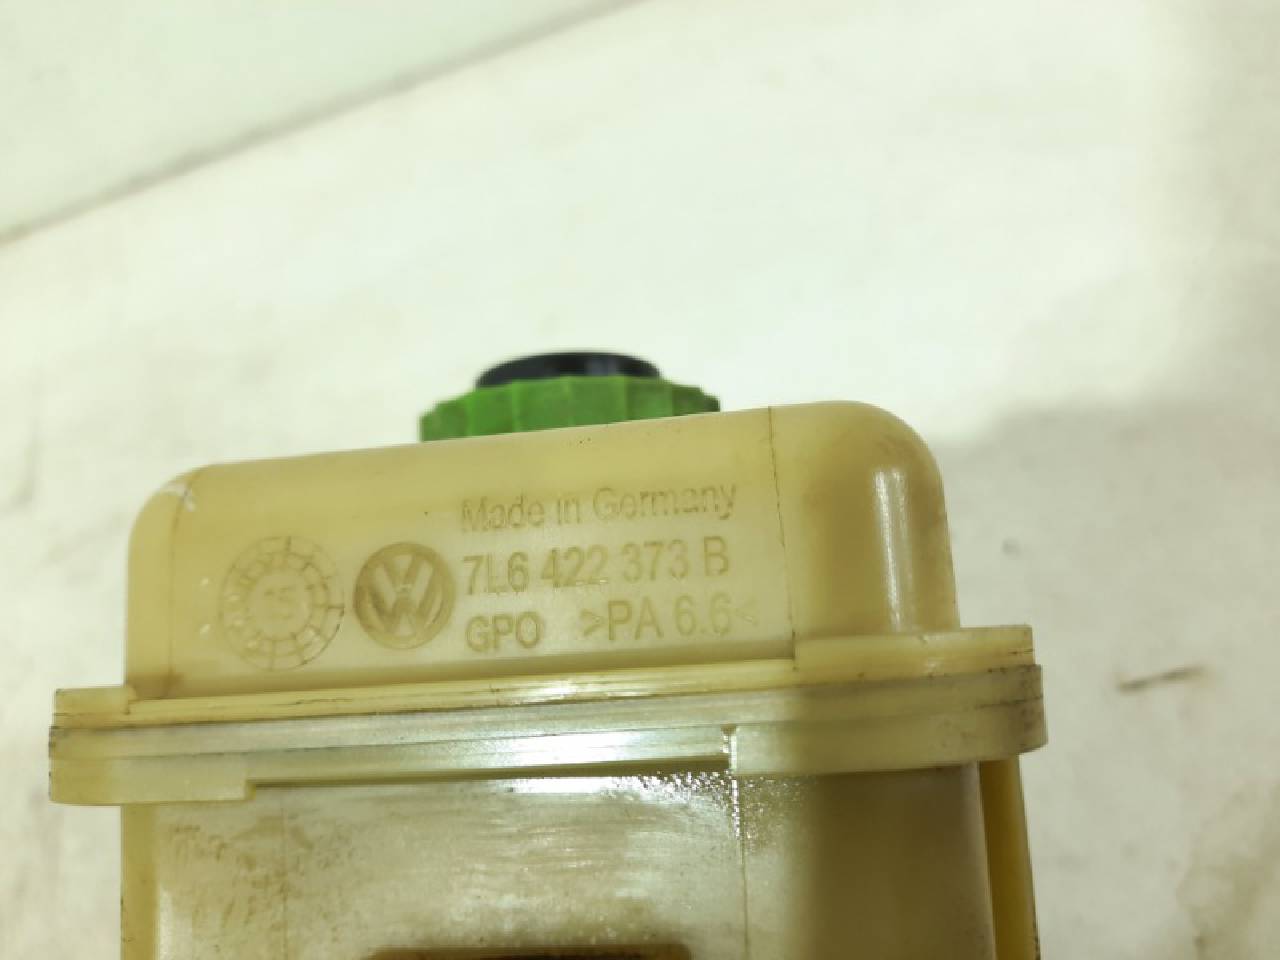 Made in Germany
7L6 422 373 B
GPO >PA 6.6<